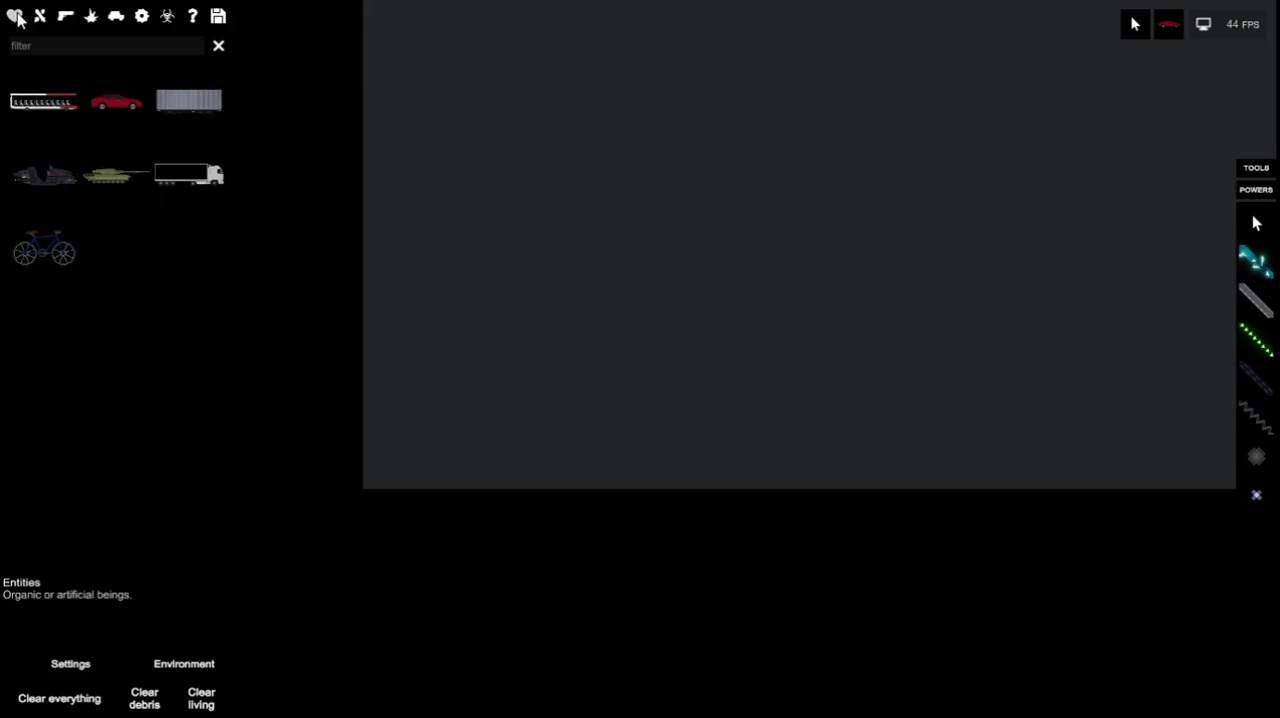 filter
44 FPS
TOOLS
POWERS
Entities
Organic or artificial beings.
Settings
Environment
Clear everything
Clear
debris
Clear
living